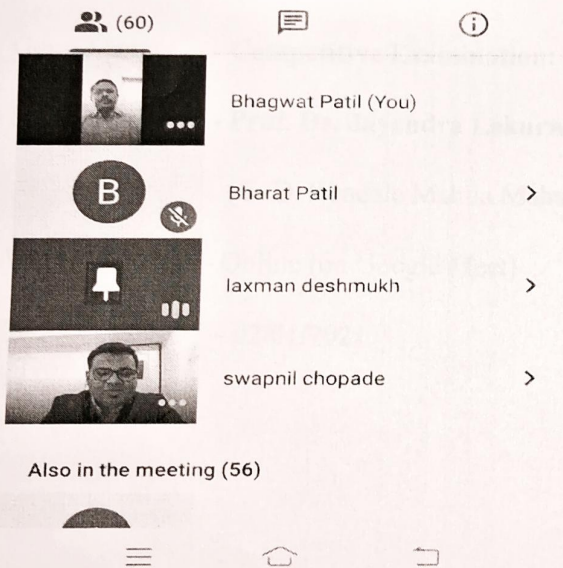 (60)
Bhagwat Patil (You)
B
Bharat Patil
laxman deshmukh
swapnil chopade
Also in the meeting (56)